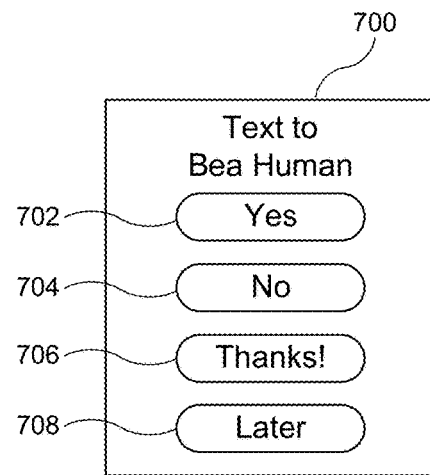 700
Text to
Bea Human
702 Yes
704 No
706 Thanks!
708 Later